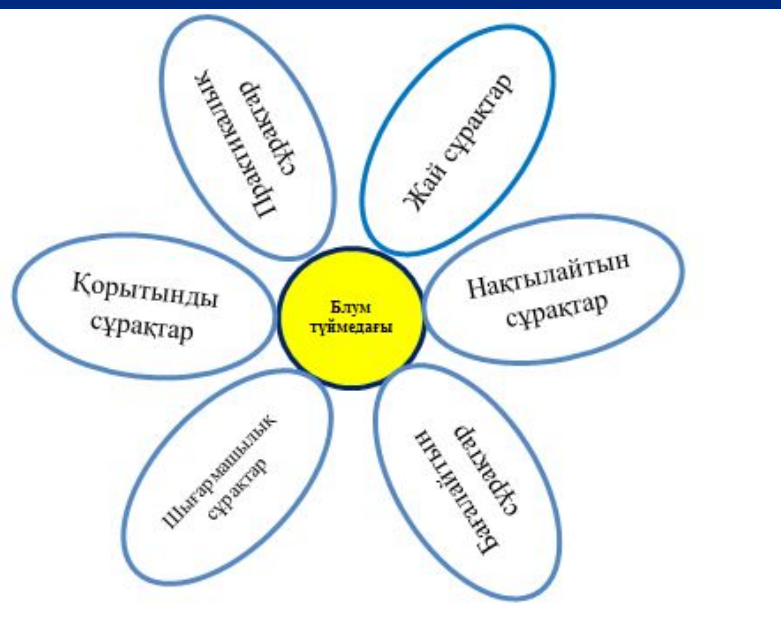 Практикалық
сұрақтар
Жай сұрақтар
Қорытынды
сұрақтар
Блум
түймедағы
Нақтылайтын
сұрақтар
Шығармашылық
сұрақтар
Бағалайтын
сұрақтар